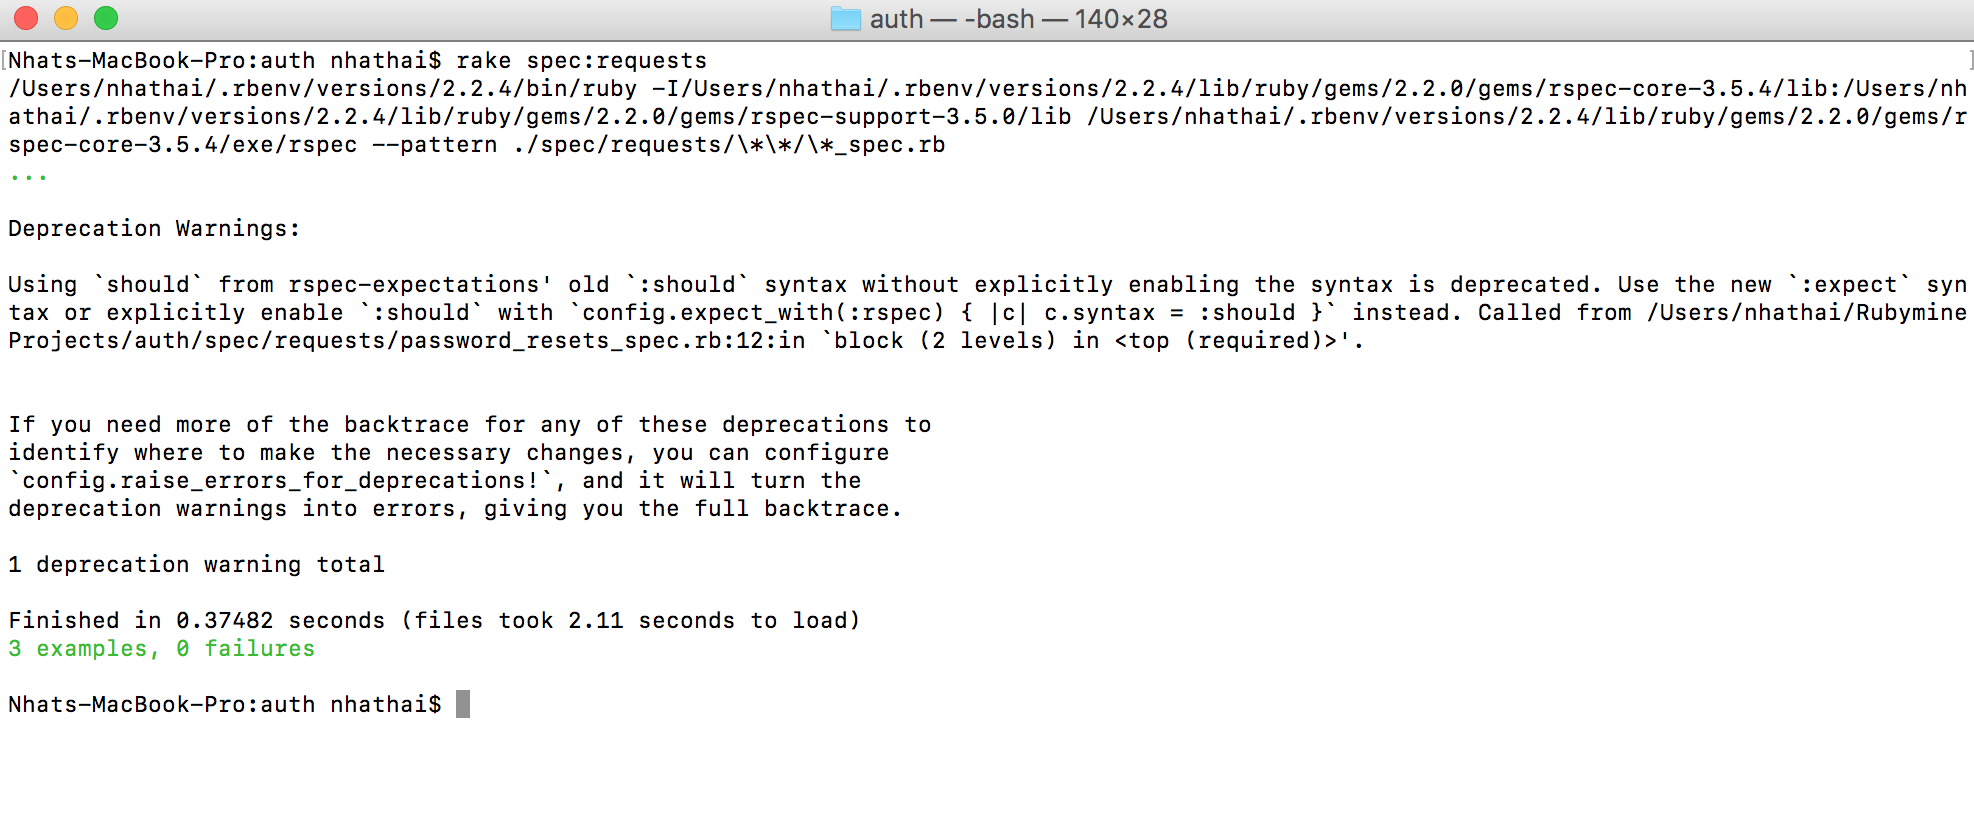 auth — -bash — 140×28
Nhats-MacBook-Pro:auth nhathai$ rake spec:requests
/Users/nhathai/.rbenv/versions/2.2.4/bin/ruby -I/Users/nhathai/.rbenv/versions/2.2.4/lib/ruby/gems/2.2.0/gems/rspec-core-3.5.4/lib:/Users/nh
athai/.rbenv/versions/2.2.4/lib/ruby/gems/2.2.0/gems/rspec-support-3.5.0/lib /Users/nhathai/.rbenv/versions/2.2.4/lib/ruby/gems/2.2.0/gems/r
spec-core-3.5.4/exe/rspec --pattern ./spec/requests/\*\*/\*_spec.rb
...
Deprecation Warnings:
Using `should` from rspec-expectations' old `:should` syntax without explicitly enabling the syntax is deprecated. Use the new `:expect` syn
tax or explicitly enable `:should` with `config.expect_with(:rspec) { |c| c.syntax = :should }` instead. Called from /Users/nhathai/Rubymine
Projects/auth/spec/requests/password_resets_spec.rb:12:in `block (2 levels) in <top (required)>'.
If you need more of the backtrace for any of these deprecations to
identify where to make the necessary changes, you can configure
`config.raise_errors_for_deprecations!`, and it will turn the
deprecation warnings into errors, giving you the full backtrace.
1 deprecation warning total
Finished in 0.37482 seconds (files took 2.11 seconds to load)
3 examples, 0 failures
Nhats-MacBook-Pro:auth nhathai$